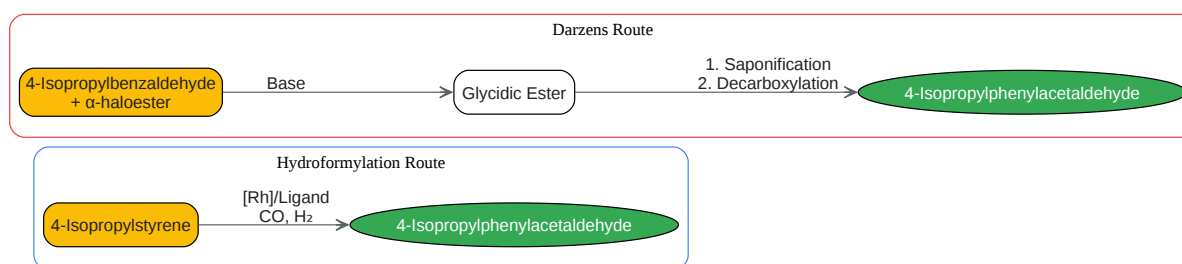 Darzens Route
4-Isopropylbenzaldehyde
+ α-haloester
Base
Glycidic Ester
1. Saponification
2. Decarboxylation
4-Isopropylphenylacetaldehyde
Hydroformylation Route
4-Isopropylstyrene
[Rh]/Ligand
CO, H₂
4-Isopropylphenylacetaldehyde